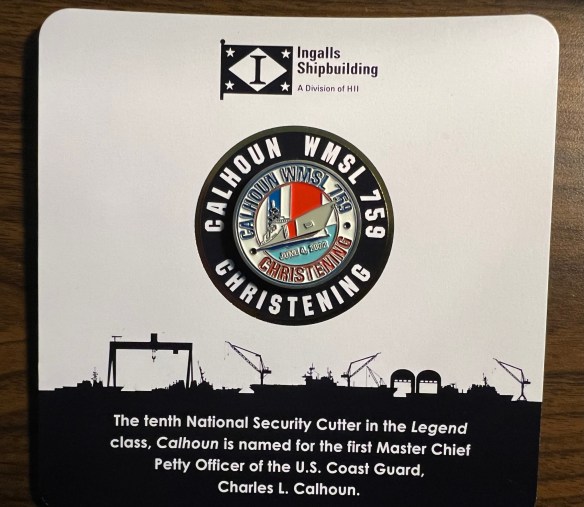 Ingalls
Shipbuilding
A Division of HII
CALHOUN WMSL 759
CHRISTENING
CALHOUN WMSL 759
CHRISTENING
The tenth National Security Cutter in the Legend
class, Calhoun is named for the first Master Chief
Petty Officer of the U.S. Coast Guard,
Charles L. Calhoun.